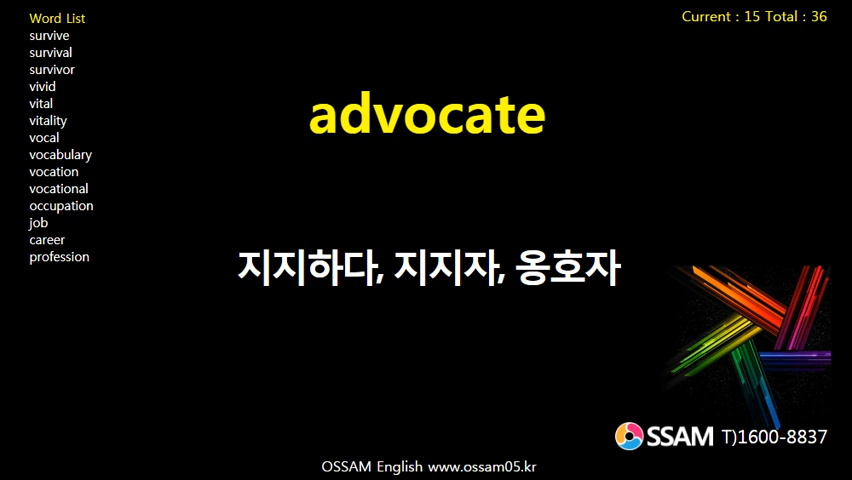 Word List
survive
survival
survivor
vivid
vital
vitality
vocal
vocabulary
vocation
vocational
occupation
job
career
profession
Current : 15 Total : 36
advocate
지지하다, 지지자, 옹호자
OSSAM T)1600-8837
OSSAM English www.ossam05.kr